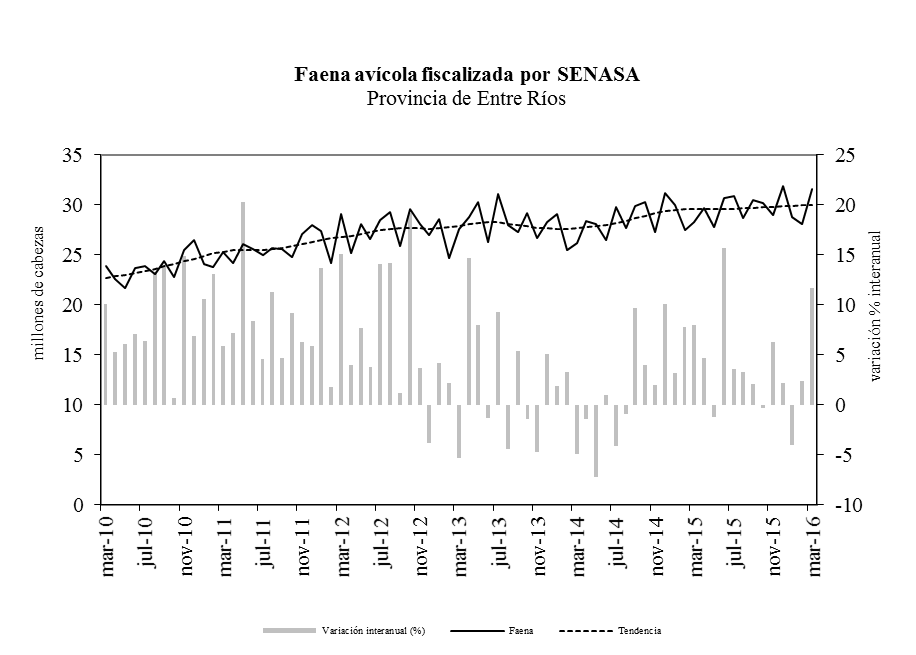 Faena avícola fiscalizada por SENASA
Provincia de Entre Ríos
millones de cabezas
35
30
25
20
15
10
5
0
25
20
15
10
5
0
-5
-10
variación % interanual
mar-10
jul-10
nov-10
mar-11
jul-11
nov-11
mar-12
jul-12
nov-12
mar-13
jul-13
nov-13
mar-14
jul-14
nov-14
mar-15
jul-15
nov-15
mar-16
Variación interanual (%)
Faena
Tendencia